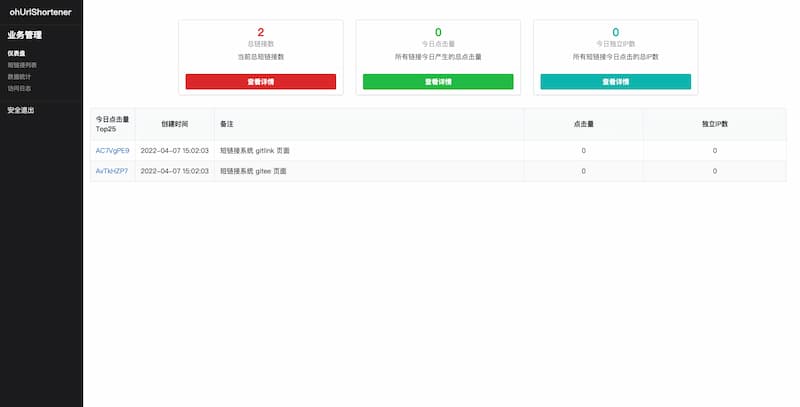 ohUrlShortener
业务管理
仪表盘
短链接列表
数据统计
访问日志
安全退出
2
总链接数
当前总短链接数
查看详情
0
今日点击量
所有链接今日产生的总点击量
查看详情
0
今日独立IP数
所有短链接今日点击的总IP数
查看详情
今日点击量
Top25
创建时间 备注 点击量 独立IP数
AC7VgPE9 2022-04-07 15:02:03 短链接系统 gitlink 页面 0 0
AvTkHZP7 2022-04-07 15:02:03 短链接系统 gitee 页面 0 0